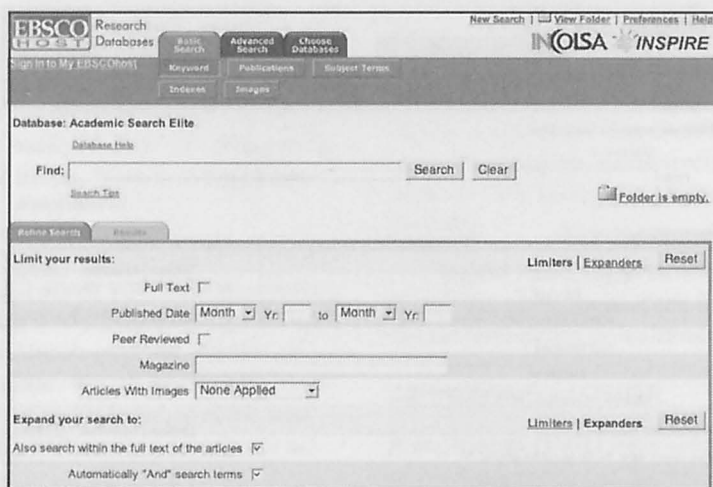 New Search | View Folder | Preferences | Help
EBSCO HOST Research Databases
Basic Search Advanced Search Choose Databases
INCOLSA INSPIRE
Sign In to My EBSCOhost
Keyword Publications Subject Terms
Indexes Images
Database: Academic Search Elite
Database Help
Find: Search Clear
Search Tips
Folder is empty.
Refine Search Results
Limit your results: Limiters | Expanders Reset
Full Text
Published Date Month Yr: to Month Yr:
Peer Reviewed
Magazine
Articles With Images None Applied
Expand your search to: Limiters | Expanders Reset
Also search within the full text of the articles
Automatically "And" search terms